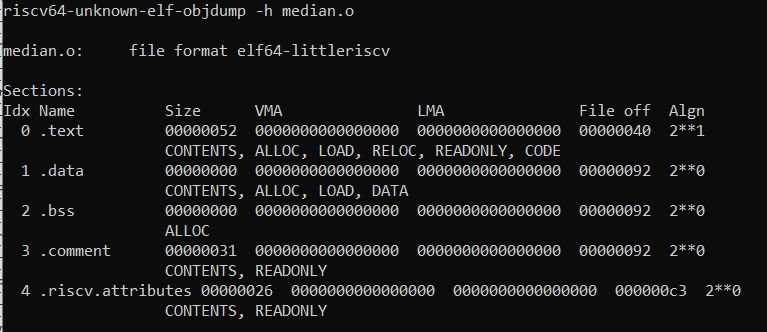 riscv64-unknown-elf-objdump -h median.o
median.o:     file format elf64-littleriscv
Sections:
Idx Name          Size      VMA               LMA               File off  Algn
  0 .text         00000052  0000000000000000  0000000000000000  00000040  2**1
                  CONTENTS, ALLOC, LOAD, RELOC, READONLY, CODE
  1 .data         00000000  0000000000000000  0000000000000000  00000092  2**0
                  CONTENTS, ALLOC, LOAD, DATA
  2 .bss          00000000  0000000000000000  0000000000000000  00000092  2**0
                  ALLOC
  3 .comment      00000031  0000000000000000  0000000000000000  00000092  2**0
                  CONTENTS, READONLY
  4 .riscv.attributes 00000026  0000000000000000  0000000000000000  000000c3  2**0
                  CONTENTS, READONLY